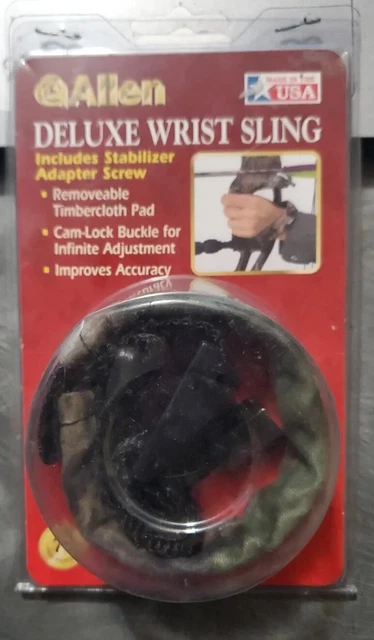 Allen
MADE IN THE
USA
DELUXE WRIST SLING
Includes Stabilizer
Adapter Screw
• Removeable
Timbercloth Pad
• Cam-Lock Buckle for
Infinite Adjustment
• Improves Accuracy